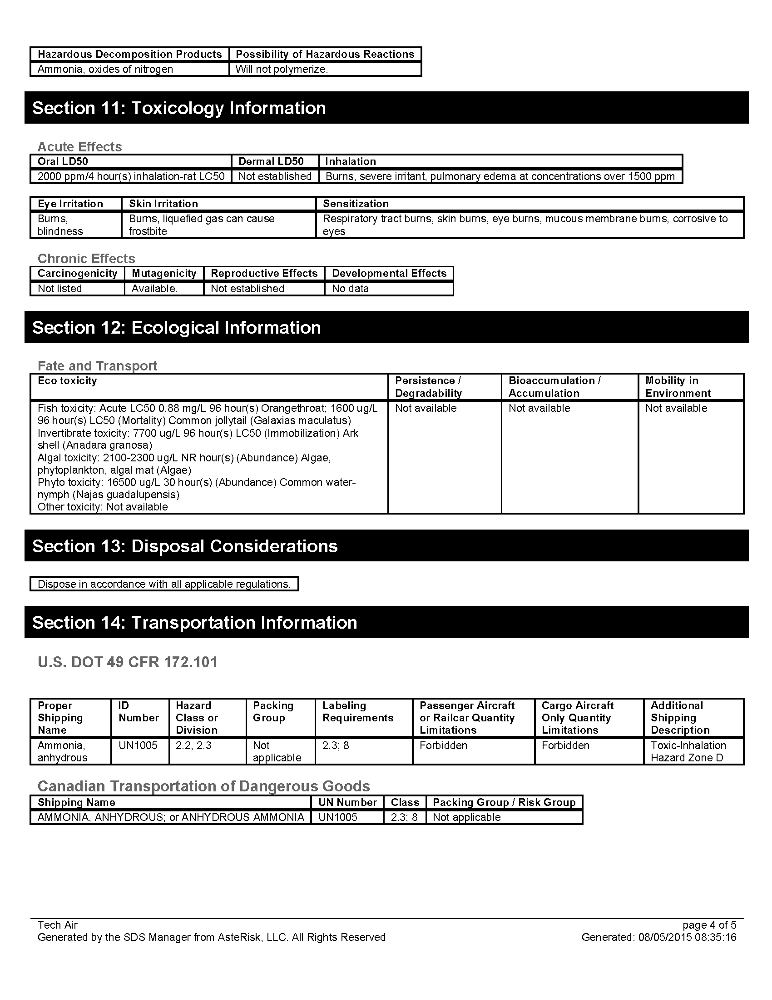 Hazardous Decomposition Products Possibility of Hazardous Reactions
Ammonia, oxides of nitrogen Will not polymerize.
Section 11: Toxicology Information
Acute Effects
Oral LD50 Dermal LD50 Inhalation
2000 ppm/4 hour(s) inhalation-rat LC50 Not established Burns, severe irritant, pulmonary edema at concentrations over 1500 ppm
Eye Irritation Skin Irritation Sensitization
Burns,
blindness
Burns, liquefied gas can cause
frostbite
Respiratory tract burns, skin burns, eye burns, mucous membrane burns, corrosive to
eyes
Chronic Effects
Carcinogenicity Mutagenicity Reproductive Effects Developmental Effects
Not listed Available. Not established No data
Section 12: Ecological Information
Fate and Transport
Eco toxicity
Persistence /
Degradability
Bioaccumulation /
Accumulation
Mobility in
Environment
Fish toxicity: Acute LC50 0.88 mg/L 96 hour(s) Orangethroat; 1600 ug/L
96 hour(s) LC50 (Mortality) Common jollytail (Galaxias maculatus)
Invertibrate toxicity: 7700 ug/L 96 hour(s) LC50 (Immobilization) Ark
shell (Anadara granosa)
Algal toxicity: 2100-2300 ug/L NR hour(s) (Abundance) Algae,
phytoplankton, algal mat (Algae)
Phyto toxicity: 16500 ug/L 30 hour(s) (Abundance) Common water-
nymph (Najas guadalupensis)
Other toxicity: Not available
Not available
Not available
Not available
Section 13: Disposal Considerations
Dispose in accordance with all applicable regulations.
Section 14: Transportation Information
U.S. DOT 49 CFR 172.101
Proper
Shipping
Name
ID
Number
Hazard
Class or
Division
Packing
Group
Labeling
Requirements
Passenger Aircraft
or Railcar Quantity
Limitations
Cargo Aircraft
Only Quantity
Limitations
Additional
Shipping
Description
Ammonia,
anhydrous
UN1005
2.2, 2.3
Not
applicable
2.3; 8
Forbidden
Forbidden
Toxic-Inhalation
Hazard Zone D
Canadian Transportation of Dangerous Goods
Shipping Name UN Number Class Packing Group / Risk Group
AMMONIA, ANHYDROUS; or ANHYDROUS AMMONIA UN1005 2.3; 8 Not applicable
Tech Air page 4 of 5
Generated by the SDS Manager from AsteRisk, LLC. All Rights Reserved Generated: 08/05/2015 08:35:16